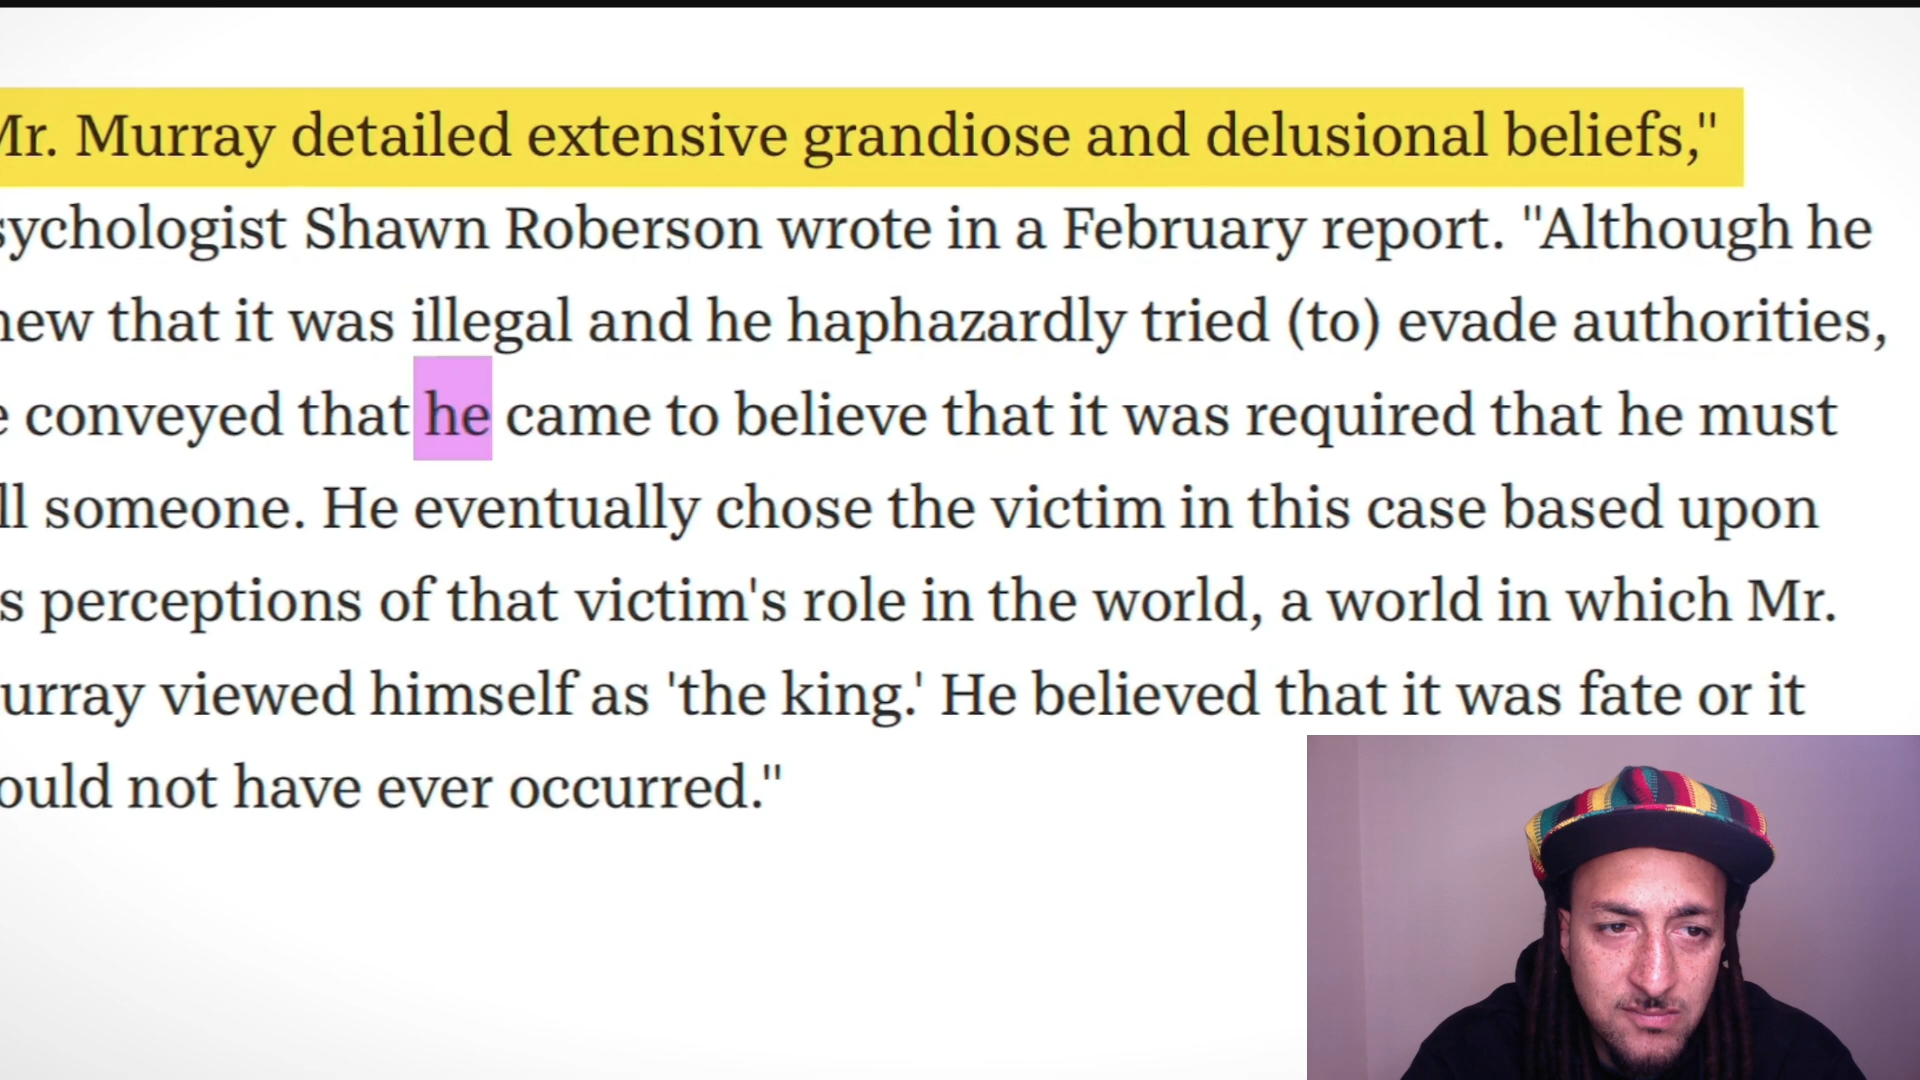 Mr. Murray detailed extensive grandiose and delusional beliefs,"
sychologist Shawn Roberson wrote in a February report. "Although he
new that it was illegal and he haphazardly tried (to) evade authorities,
e conveyed that he came to believe that it was required that he must
ll someone. He eventually chose the victim in this case based upon
s perceptions of that victim's role in the world, a world in which Mr.
urray viewed himself as 'the king.' He believed that it was fate or it
ould not have ever occurred."